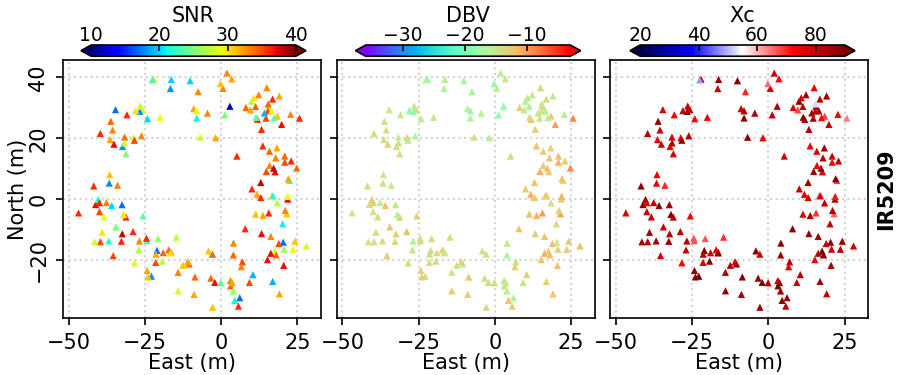 SNR DBV Xc
10 20 30 40 −30 −20 −10 20 40 60 80
40
20
0
−20
North (m)
IR5209
−50 −25 0 25 −50 −25 0 25 −50 −25 0 25
East (m) East (m) East (m)